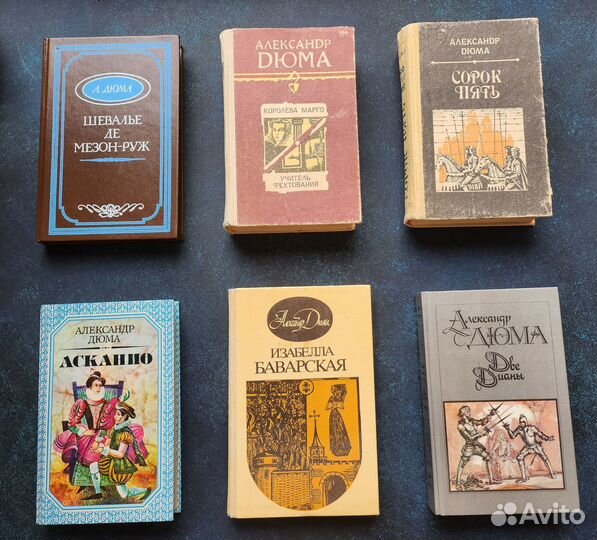 А. ДЮМА
ШЕВАЛЬЕ
ДЕ
МЕЗОН-РУЖ
АЛЕКСАНДР
ДЮМА
КОРОЛЕВА МАРГО
УЧИТЕЛЬ
ФЕХТОВАНИЯ
АЛЕКСАНДР
ДЮМА
СОРОК
ПЯТЬ
АЛЕКСАНДР
ДЮМА
АСКАНИО
Александр Дюма
ИЗАБЕЛЛА
БАВАРСКАЯ
Александр
ДЮМА
Две
Дианы
Avito